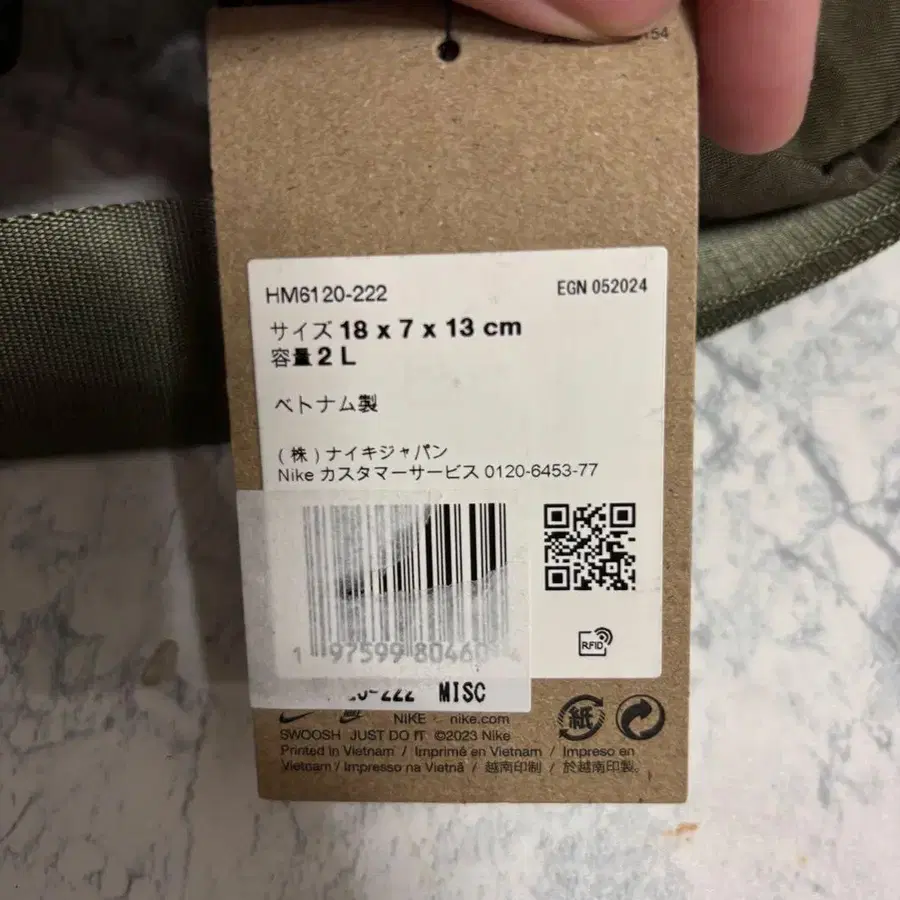 154
HM6120-222
EGN 052024
サイズ 18 x 7 x 13 cm
容量 2 L
ベトナム製
(株)ナイキジャパン
Nike カスタマーサービス 0120-6453-77
RFID
-222 MISC
NIKE nike.com
SWOOSH JUST DO IT ©2023 Nike
Printed in Vietnam / Imprimé en Vietnam / Impreso en
Vietnam / Impresso na Vietnã / 越南印制 / 於越南印製。
紙